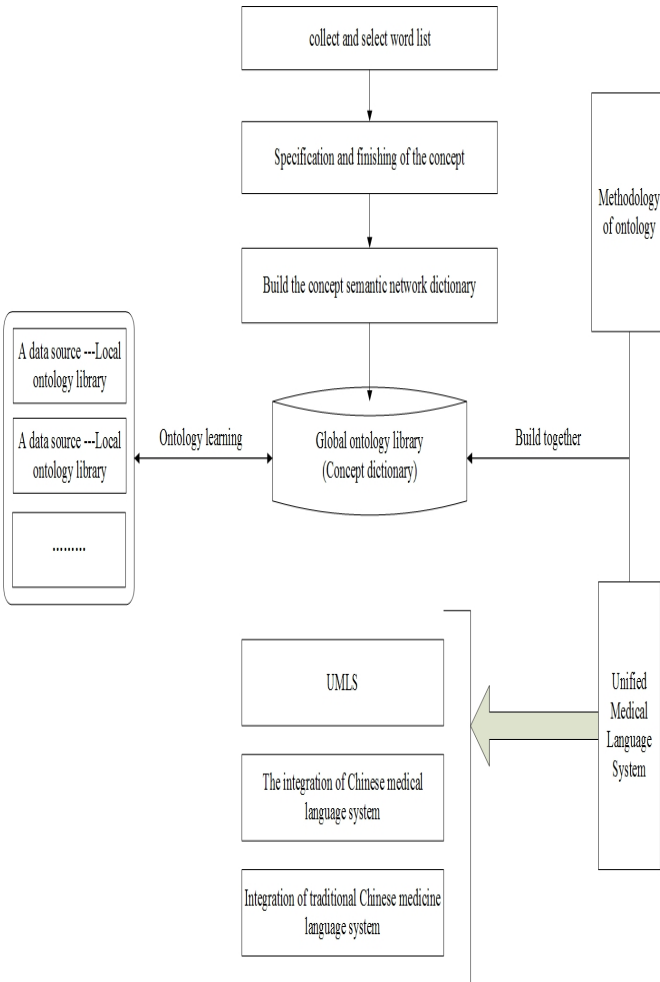 collect and select word list
Specification and finishing of the concept
Methodology
of ontology
Build the concept semantic network dictionary
A data source ---Local
ontology library
A data source ---Local
ontology library
.........
Ontology learning
Global ontology library
(Concept dictionary)
Build together
UMLS
The integration of Chinese medical
language system
Integration of traditional Chinese medicine
language system
Unified
Medical
Language
System